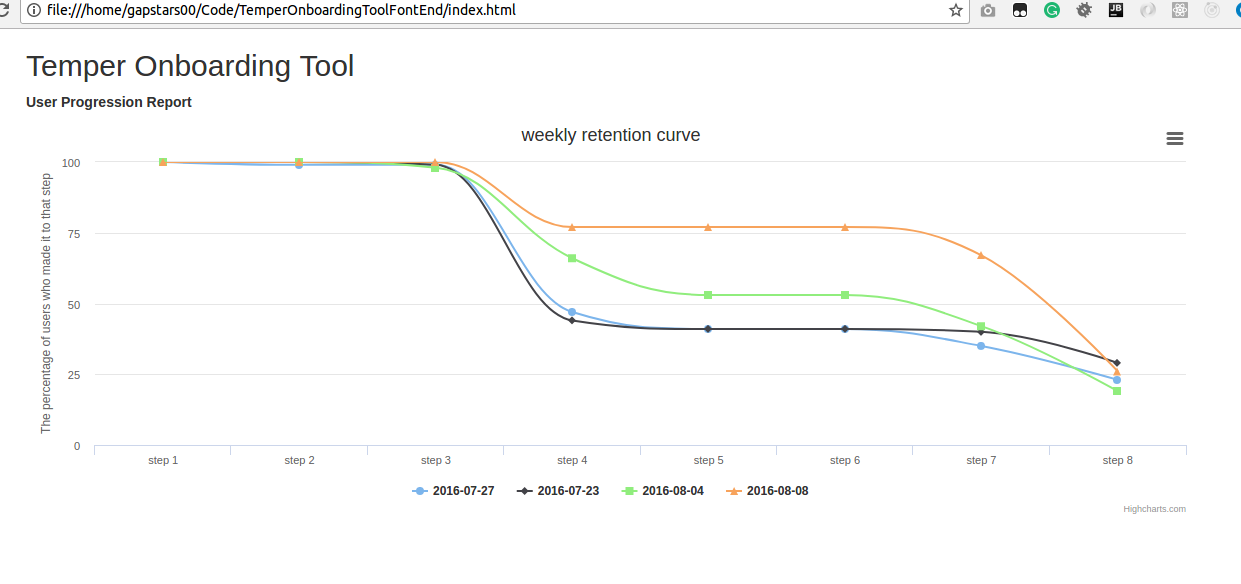 file:///home/gapstars00/Code/TemperOnboardingToolFontEnd/index.html
JB
Temper Onboarding Tool
User Progression Report
weekly retention curve
The percentage of users who made it to that step
100
75
50
25
0
step 1 step 2 step 3 step 4 step 5 step 6 step 7 step 8
2016-07-27 2016-07-23 2016-08-04 2016-08-08
Highcharts.com